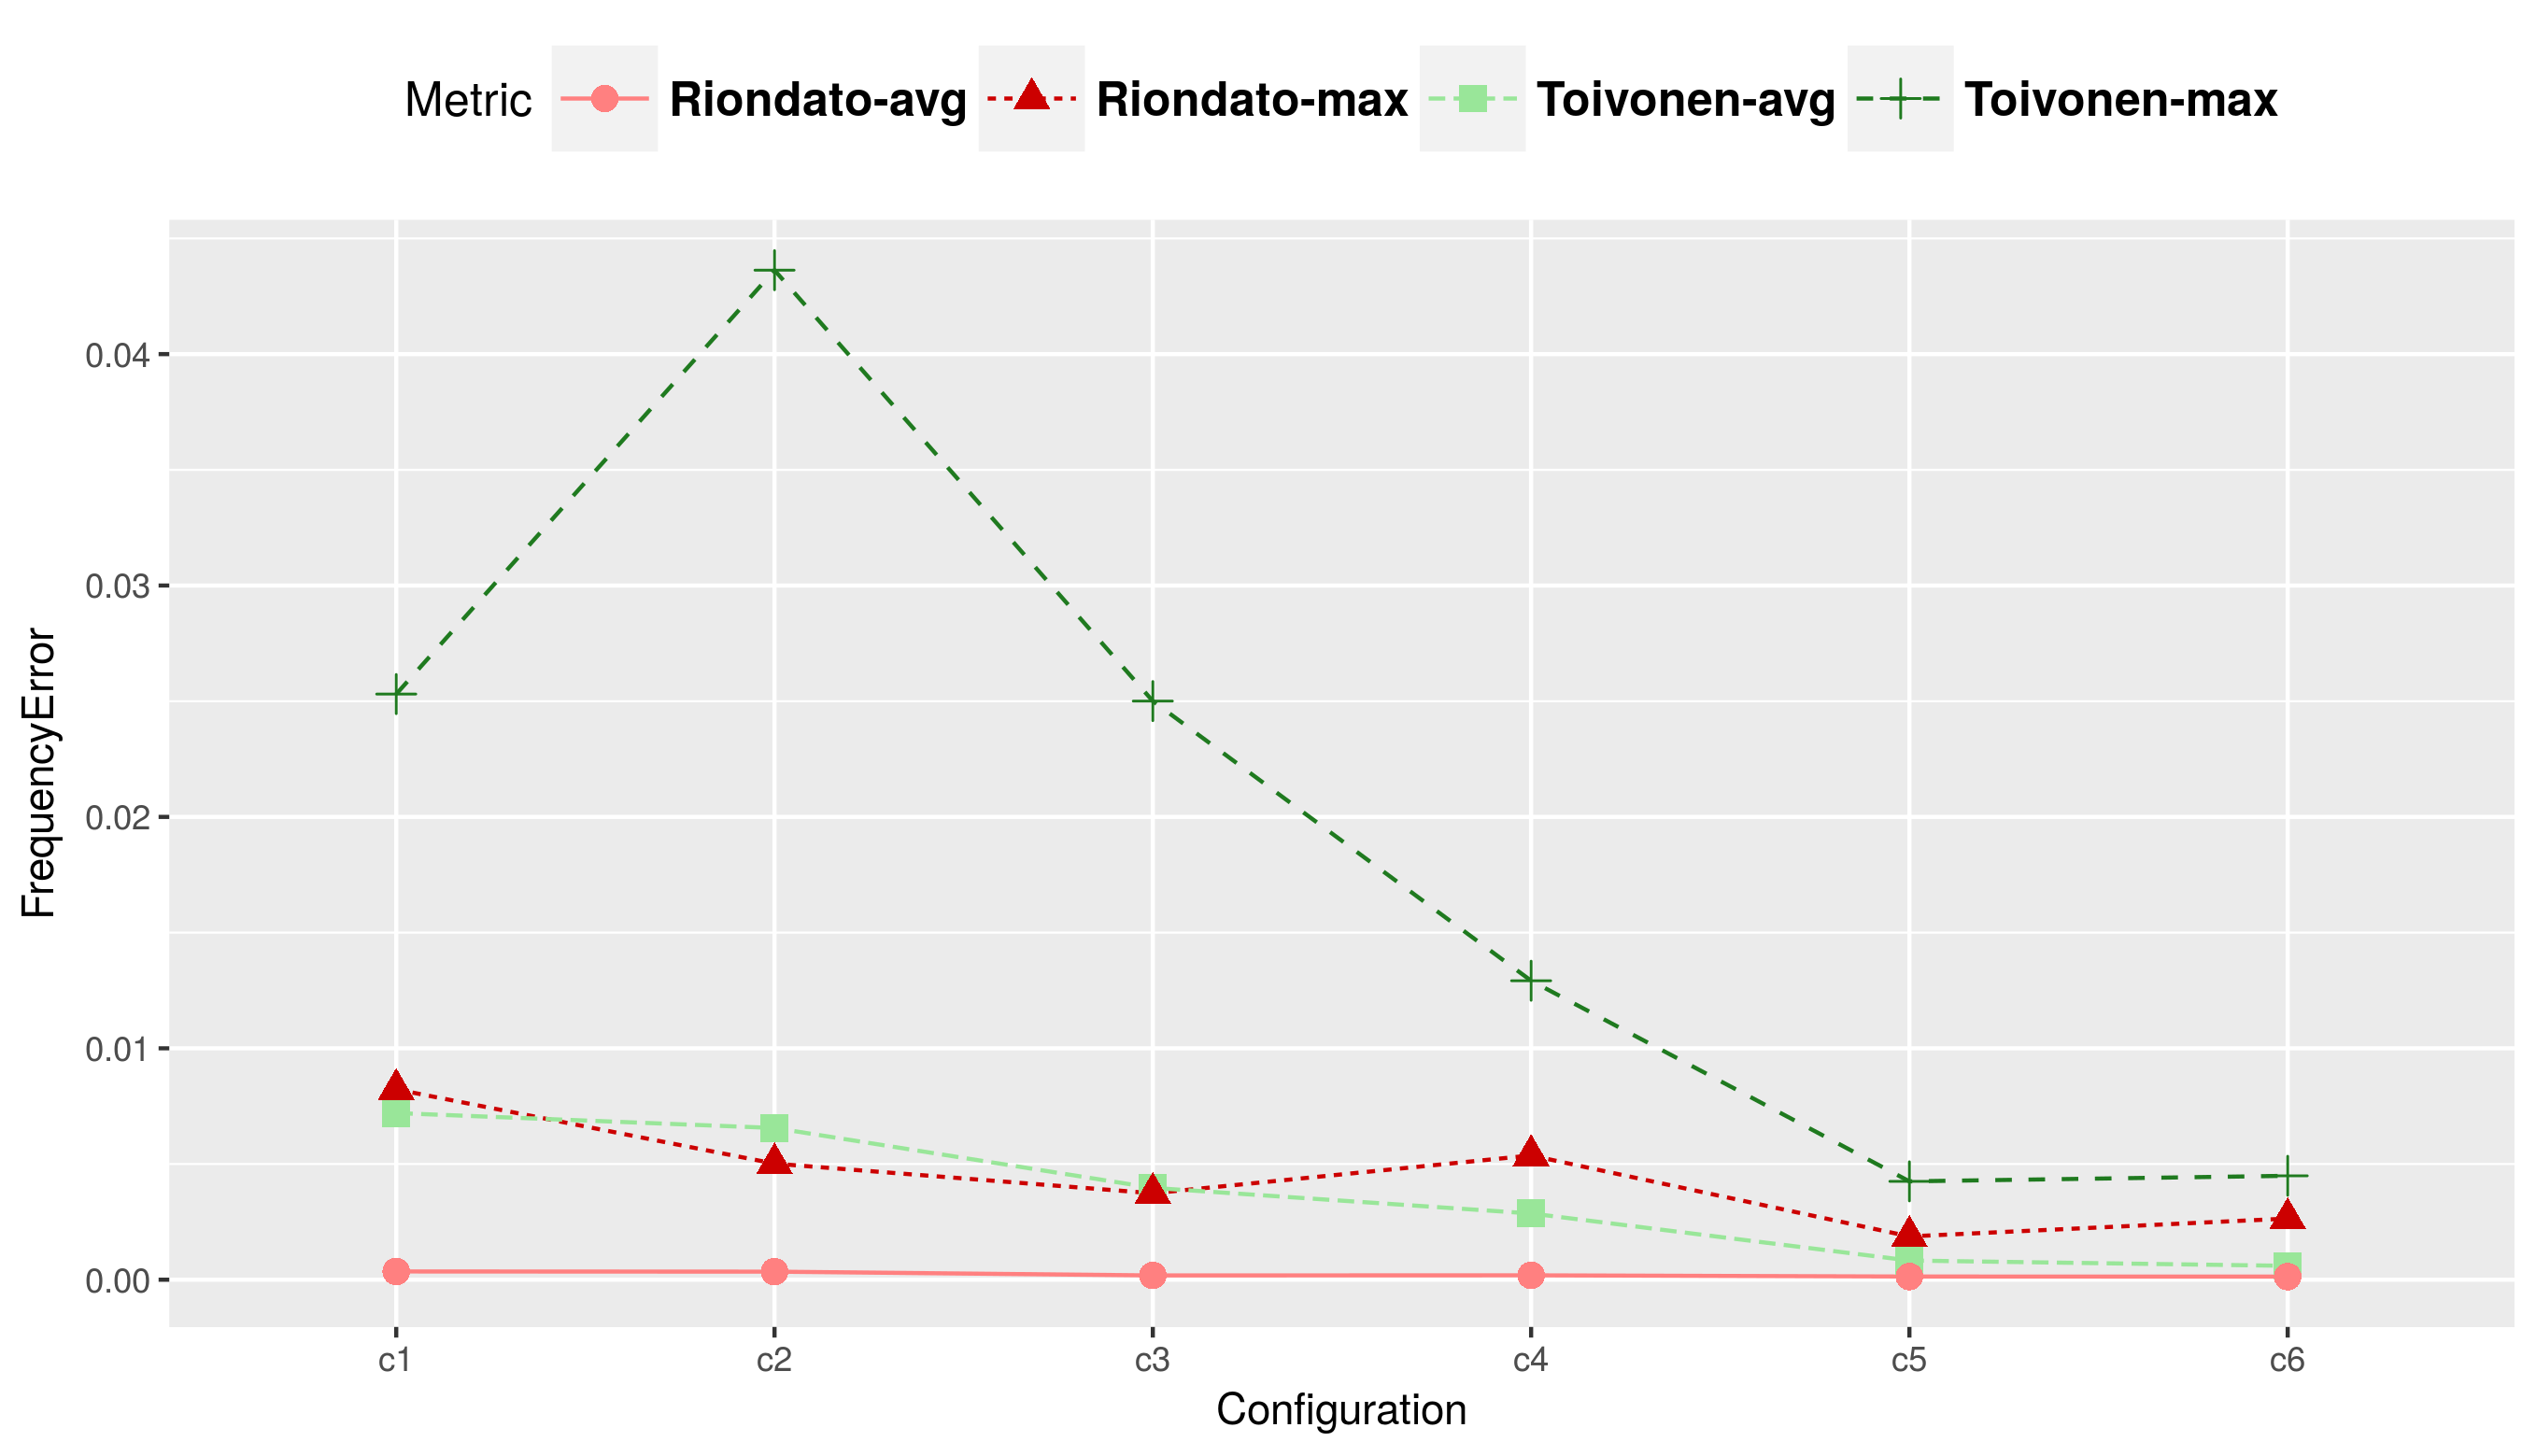 Metric Riondato-avg Riondato-max Toivonen-avg Toivonen-max
0.04
0.03
0.02
0.01
0.00
FrequencyError
c1 c2 c3 c4 c5 c6
Configuration